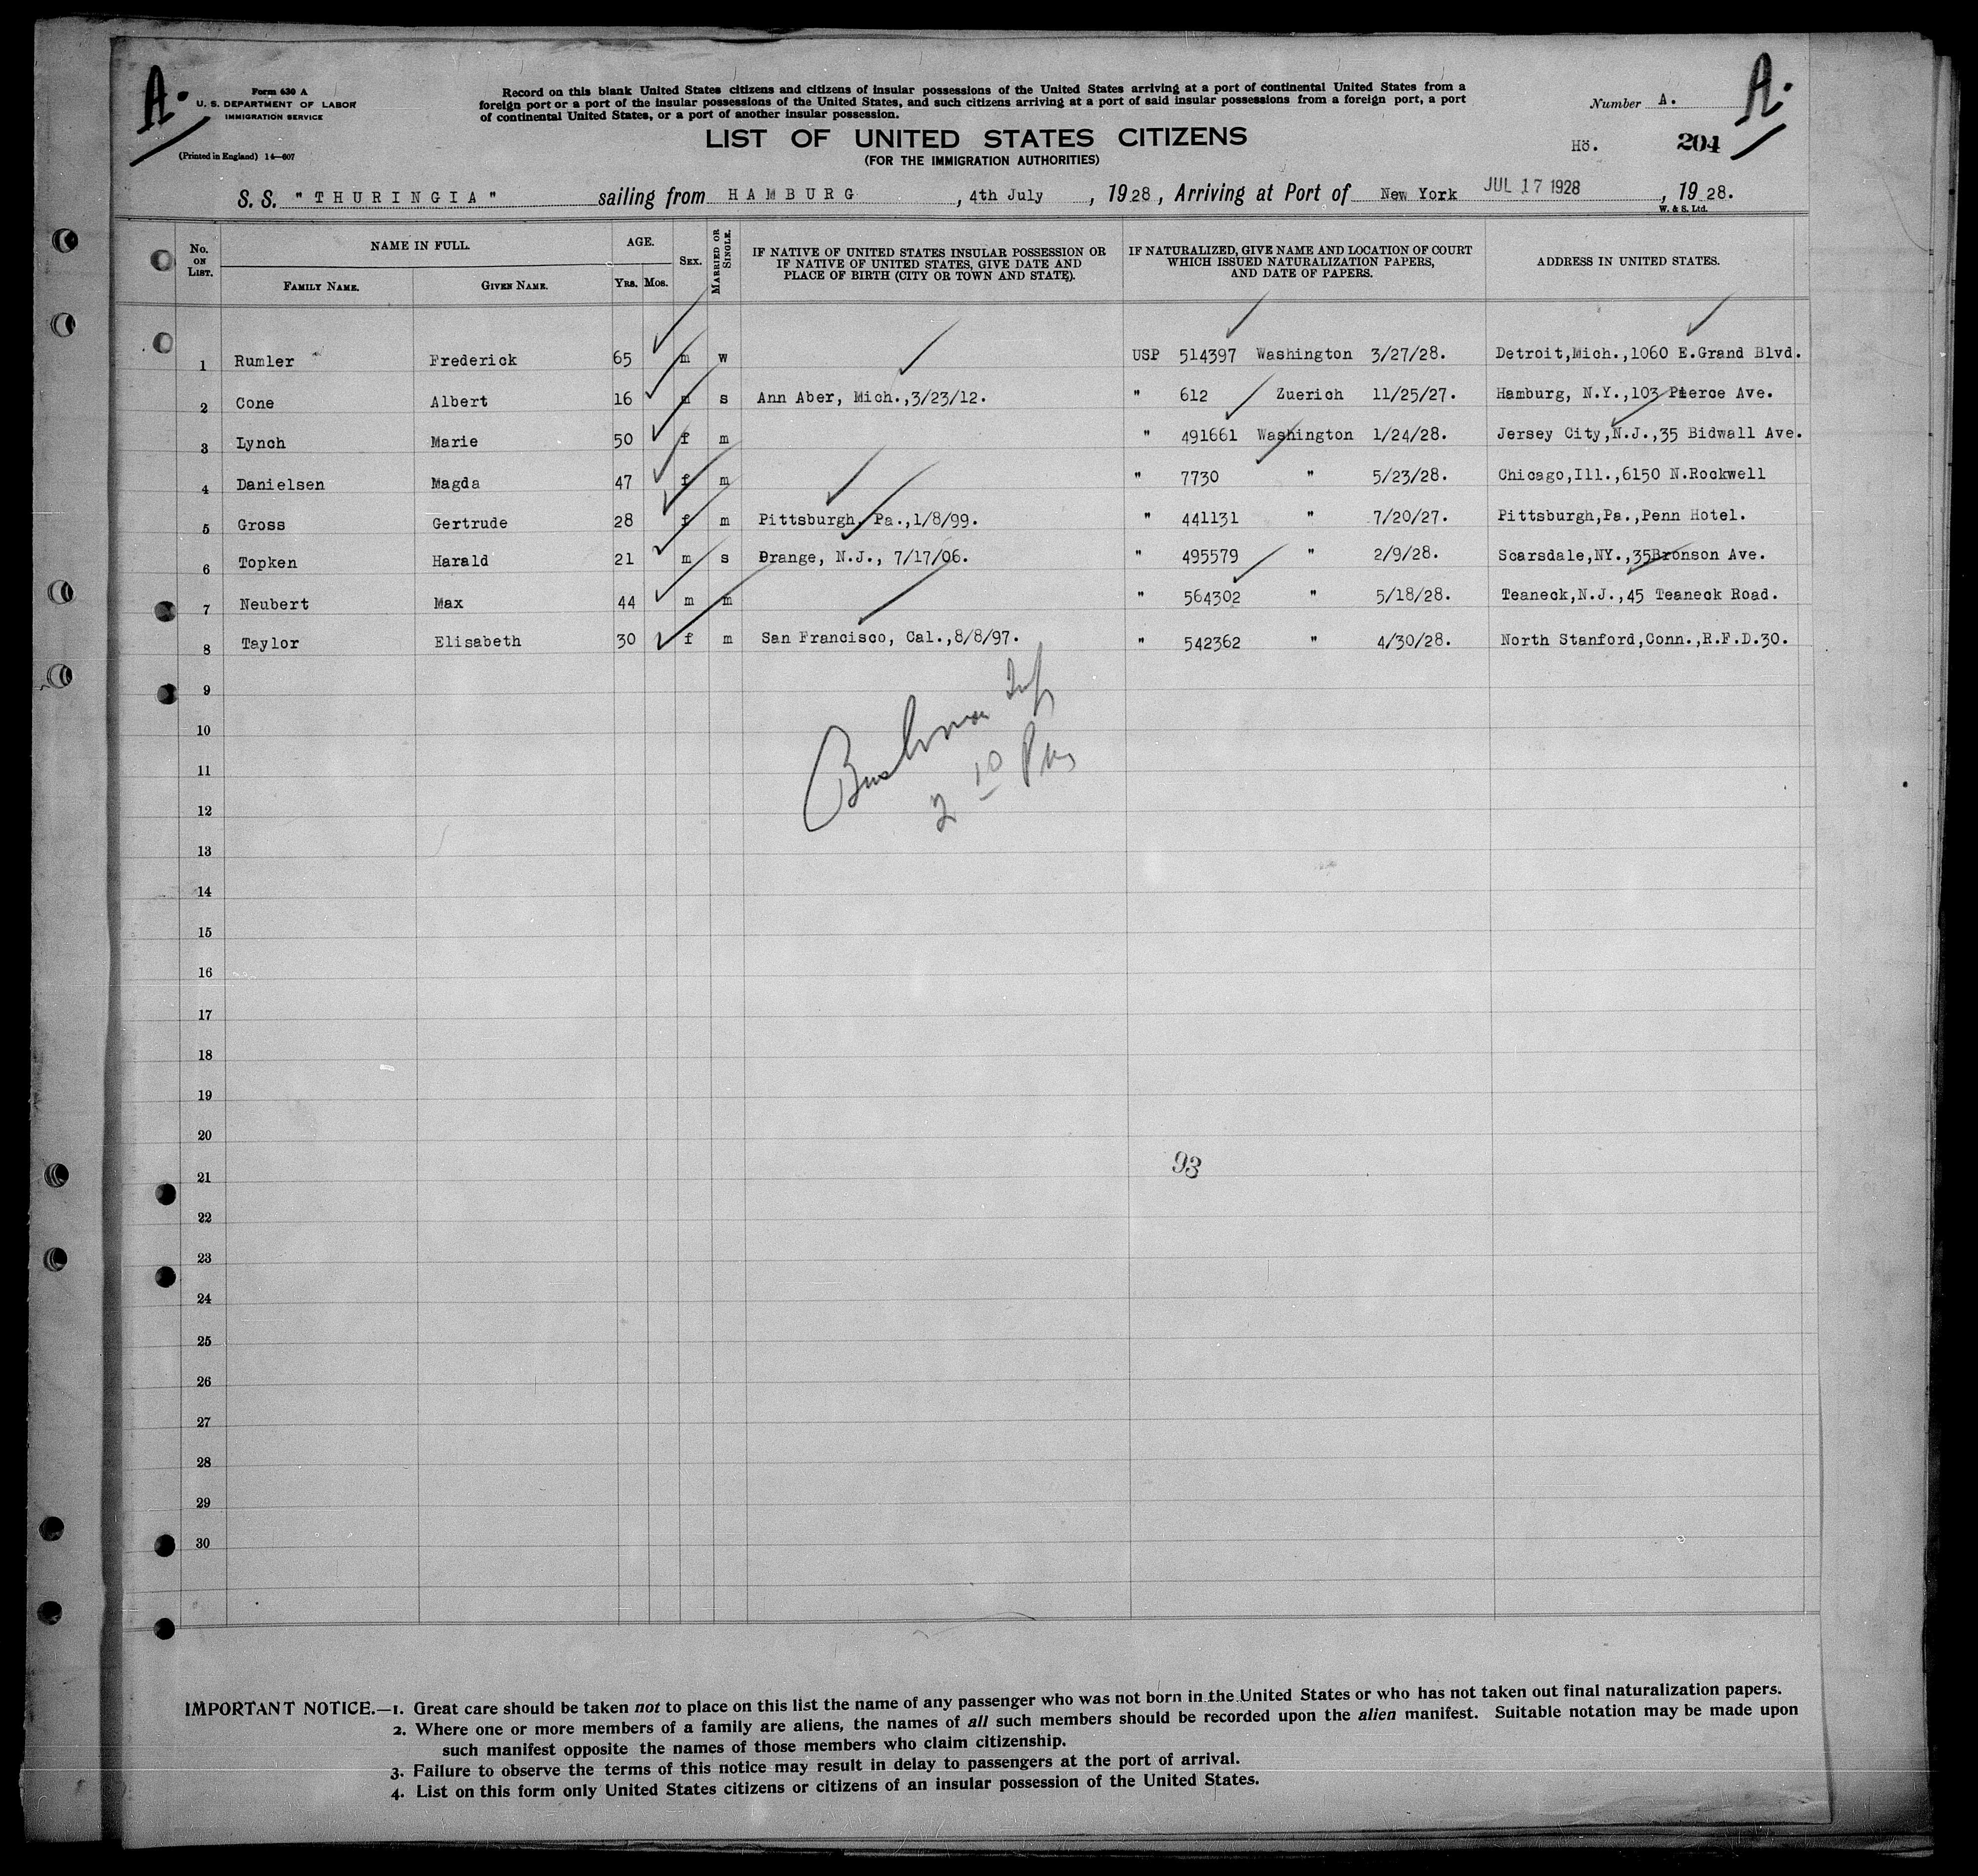 A.
Form 630 A
U. S. DEPARTMENT OF LABOR
IMMIGRATION SERVICE
(Printed in England) 14—607
Record on this blank United States citizens and citizens of insular possessions of the United States arriving at a port of continental United States from a
foreign port or a port of the insular possessions of the United States, and such citizens arriving at a port of said insular possessions from a foreign port, a port
of continental United States, or a port of another insular possession.
LIST OF UNITED STATES CITIZENS
(FOR THE IMMIGRATION AUTHORITIES)
Number A.
A.
Hö. 204
S. S. "THURINGIA" sailing from HAMBURG, 4th July, 1928, Arriving at Port of New York JUL 17 1928, 1928.
W. & S. Ltd.
No. ON LIST. NAME IN FULL. AGE. SEX. MARRIED OR SINGLE. IF NATIVE OF UNITED STATES INSULAR POSSESSION OR IF NATIVE OF UNITED STATES, GIVE DATE AND PLACE OF BIRTH (CITY OR TOWN AND STATE). IF NATURALIZED, GIVE NAME AND LOCATION OF COURT WHICH ISSUED NATURALIZATION PAPERS, AND DATE OF PAPERS. ADDRESS IN UNITED STATES.
FAMILY NAME. GIVEN NAME. YRS. MOS.
1 Rumler Frederick 65 m w USP 514397 Washington 3/27/28. Detroit,Mich.,1060 E.Grand Blvd.
2 Cone Albert 16 m s Ann Aber, Mich.,3/23/12. " 612 Zuerich 11/25/27. Hamburg, N.Y.,103 Pierce Ave.
3 Lynch Marie 50 f m " 491661 Washington 1/24/28. Jersey City,N.J.,35 Bidwall Ave.
4 Danielsen Magda 47 f m " 7730 " 5/23/28. Chicago,Ill.,6150 N.Rockwell
5 Gross Gertrude 28 f m Pittsburgh, Pa.,1/8/99. " 441131 " 7/20/27. Pittsburgh,Pa.,Penn Hotel.
6 Topken Harald 21 m s Orange, N.J., 7/17/06. " 495579 " 2/9/28. Scarsdale,NY.,35Bronson Ave.
7 Neubert Max 44 m m " 564302 " 5/18/28. Teaneck,N.J.,45 Teaneck Road.
8 Taylor Elisabeth 30 f m San Francisco, Cal.,8/8/97. " 542362 " 4/30/28. North Stanford,Conn.,R.F.D.30.
9
10
11
12
13
14
15
16
17
18
19
20
21
93
22
23
24
25
26
27
28
29
30
IMPORTANT NOTICE.—1. Great care should be taken not to place on this list the name of any passenger who was not born in the United States or who has not taken out final naturalization papers.
2. Where one or more members of a family are aliens, the names of all such members should be recorded upon the alien manifest. Suitable notation may be made upon
such manifest opposite the names of those members who claim citizenship.
3. Failure to observe the terms of this notice may result in delay to passengers at the port of arrival.
4. List on this form only United States citizens or citizens of an insular possession of the United States.